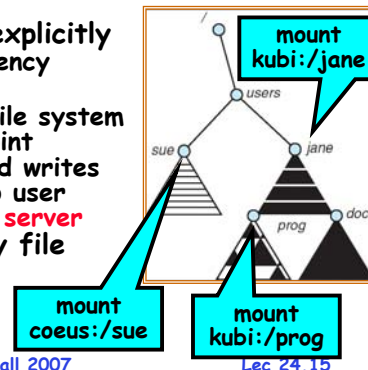 explicitly
ency
ile system
int
d writes
user
server
y file
/
users
sue
jane
prog
doc
mount
kubi:/jane
mount
coeus:/sue
mount
kubi:/prog
all 2007
Lec 24.15